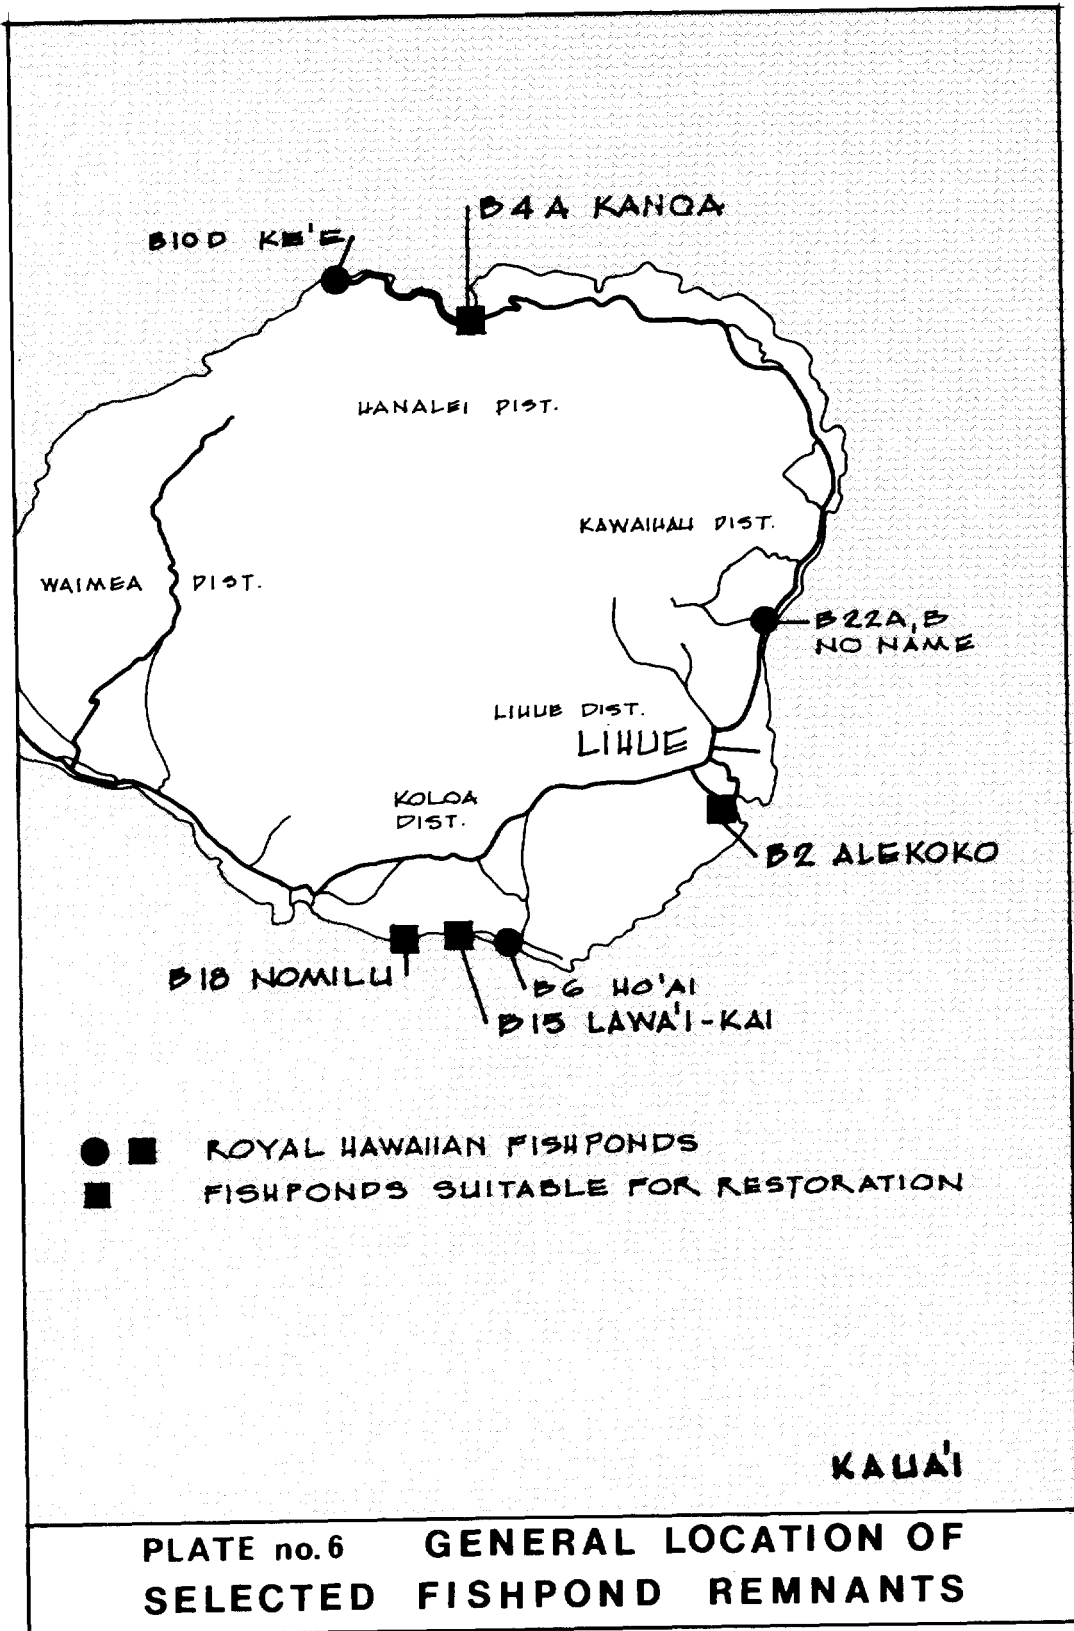 B4A KANOA
B10D KE'E
HANALEI DIST.
KAWAIHAU DIST.
WAIMEA DIST.
B22A,B
NO NAME
LIHUE DIST.
LIHUE
KOLOA
DIST.
B2 ALEKOKO
B18 NOMILU
B6 HO'AI
B15 LAWA'I-KAI
ROYAL HAWAIIAN FISHPONDS
FISHPONDS SUITABLE FOR RESTORATION
KAUA'I
PLATE no. 6 GENERAL LOCATION OF
SELECTED FISHPOND REMNANTS